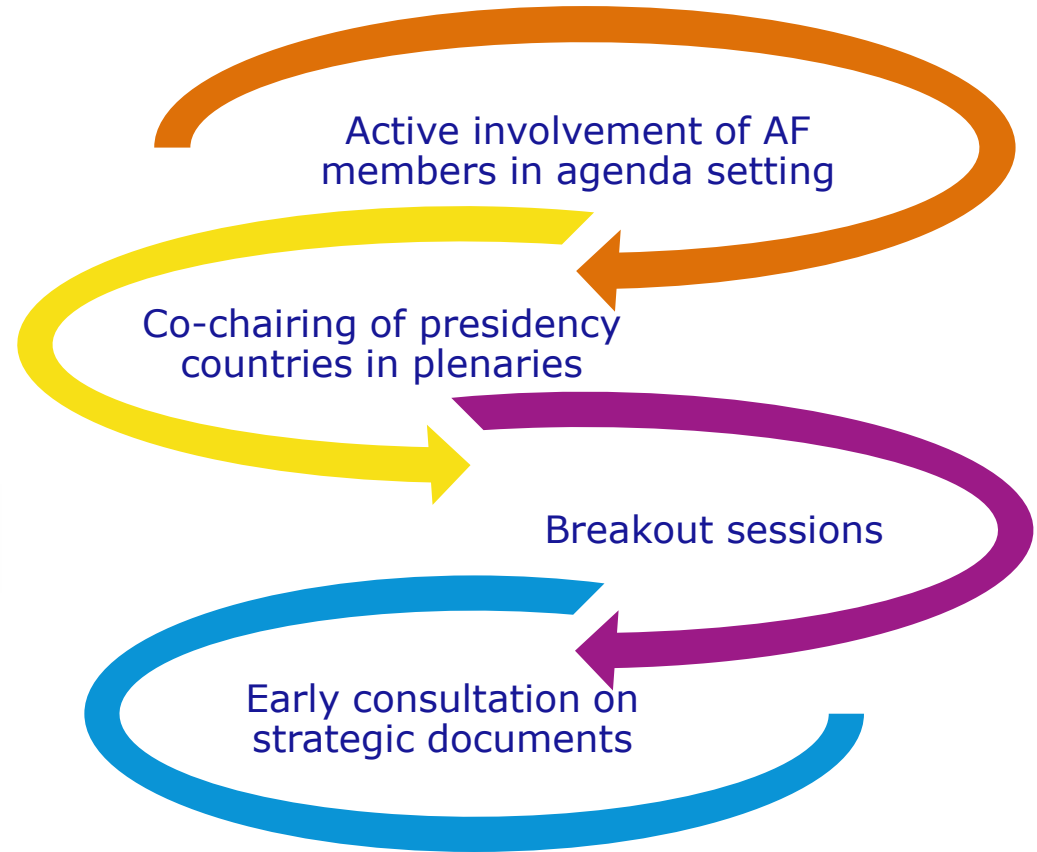 Active involvement of AF
members in agenda setting
Co-chairing of presidency
countries in plenaries
Breakout sessions
Early consultation on
strategic documents